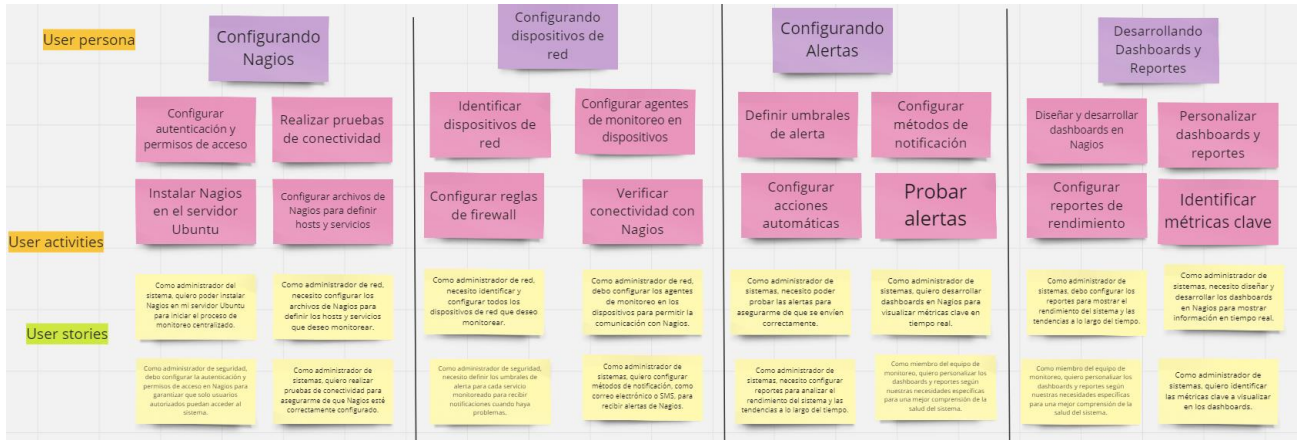 User persona
Configurando
Nagios
Configurando
dispositivos de
red
Configurando
Alertas
Desarrollando
Dashboards y
Reportes
Configurar
autenticación y
permisos de acceso
Realizar pruebas
de conectividad
Identificar
dispositivos de
red
Configurar agentes
de monitoreo en
dispositivos
Definir umbrales
de alerta
Configurar
métodos de
notificación
Diseñar y desarrollar
dashboards en
Nagios
Personalizar
dashboards y
reportes
User activities
Instalar Nagios
en el servidor
Ubuntu
Configurar archivos de
Nagios para definir
hosts y servicios
Configurar reglas
de firewall
Verificar
conectividad con
Nagios
Configurar
acciones
automáticas
Probar
alertas
Configurar
reportes de
rendimiento
Identificar
métricas clave
User stories
Como administrador del
sistema, quiero poder instalar
Nagios en mi servidor Ubuntu
para iniciar el proceso de
monitoreo centralizado.
Como administrador de red,
necesito configurar los
archivos de Nagios para
definir los hosts y servicios
que deseo monitorear.
Como administrador de red,
necesito identificar y
configurar todos los
dispositivos de red que deseo
monitorear.
Como administrador de red,
debo configurar los agentes
de monitoreo en los
dispositivos para permitir la
comunicación con Nagios.
Como administrador de
sistemas, necesito poder
probar las alertas para
asegurarme de que se envíen
correctamente.
Como administrador de
sistemas, quiero desarrollar
dashboards en Nagios para
visualizar métricas clave en
tiempo real.
Como administrador de
sistemas, debo configurar los
reportes para mostrar el
rendimiento del sistema y las
tendencias a lo largo del tiempo.
Como administrador de
sistemas, necesito diseñar y
desarrollar los dashboards
en Nagios para mostrar
información en tiempo real.
Como administrador de seguridad,
debo configurar la autenticación y
permisos de acceso en Nagios para
garantizar que solo usuarios
autorizados puedan acceder al
sistema.
Como administrador de
sistemas, quiero realizar
pruebas de conectividad para
asegurarme de que Nagios esté
correctamente configurado.
Como administrador de seguridad,
necesito definir los umbrales de
alerta para cada servicio
monitoreado para recibir
notificaciones cuando haya
problemas.
Como administrador de
sistemas, quiero configurar
métodos de notificación, como
correo electrónico o SMS, para
recibir alertas de Nagios.
Como administrador de
sistemas, necesito configurar
reportes para analizar el
rendimiento del sistema y las
tendencias a lo largo del tiempo.
Como miembro del equipo de
monitoreo, quiero personalizar los
dashboards y reportes según
nuestras necesidades específicas
para una mejor comprensión de la
salud del sistema.
Como miembro del equipo de
monitoreo, quiero personalizar los
dashboards y reportes según
nuestras necesidades específicas
para una mejor comprensión de la
salud del sistema.
Como administrador de
sistemas, quiero identificar
las métricas clave a visualizar
en los dashboards.